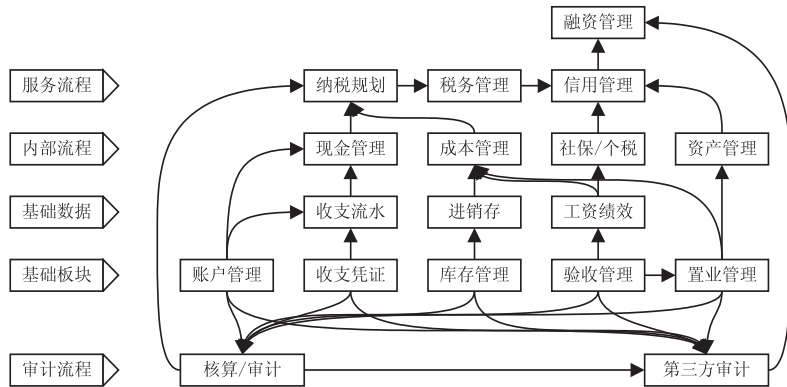 融资管理
服务流程
纳税规划
税务管理
信用管理
内部流程
现金管理
成本管理
社保/个税
资产管理
基础数据
收支流水
进销存
工资绩效
基础板块
账户管理
收支凭证
库存管理
验收管理
置业管理
审计流程
核算/审计
第三方审计